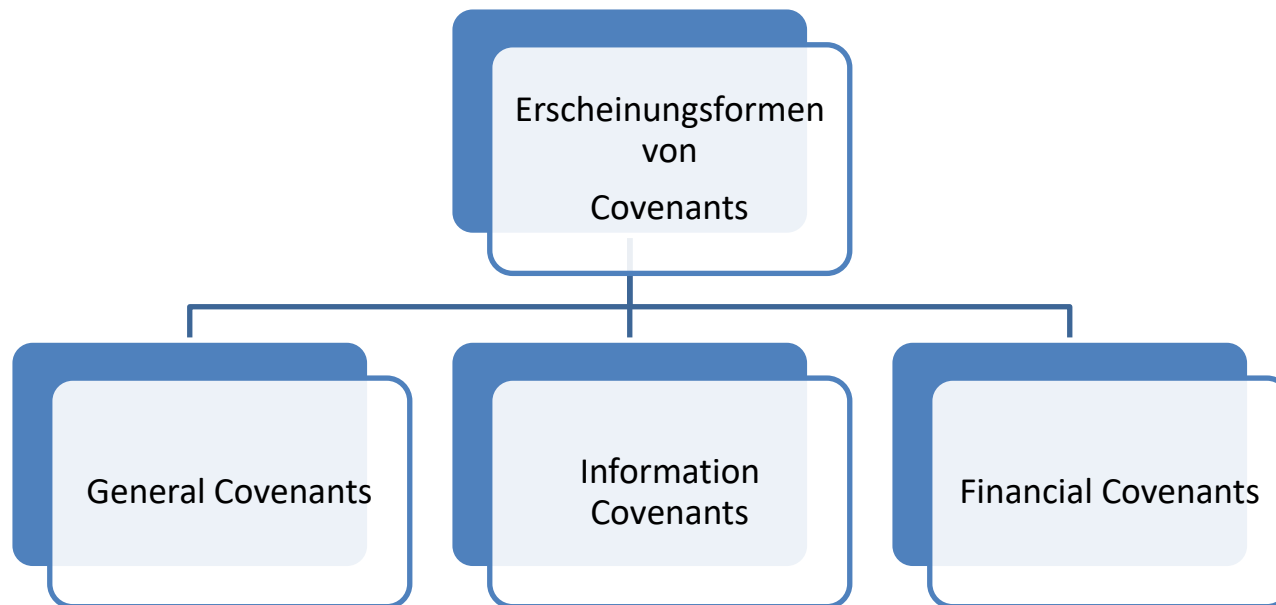 Erscheinungsformen
von
Covenants
General Covenants
Information
Covenants
Financial Covenants